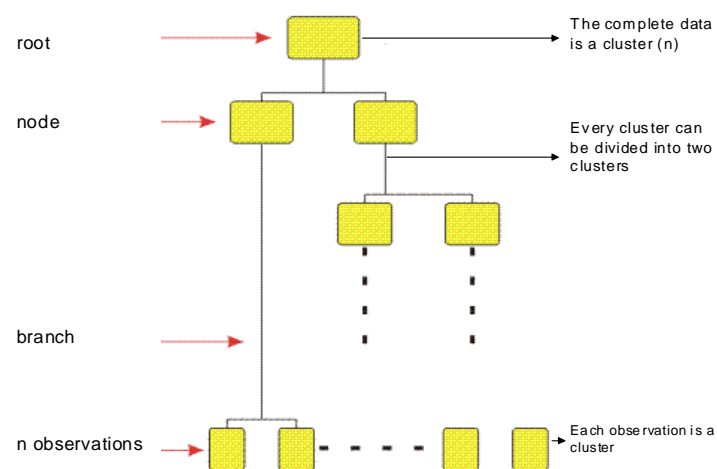 root
The complete data
is a cluster (n)
node
Every cluster can
be divided into two
clusters
branch
n observations
Each observation is a
cluster